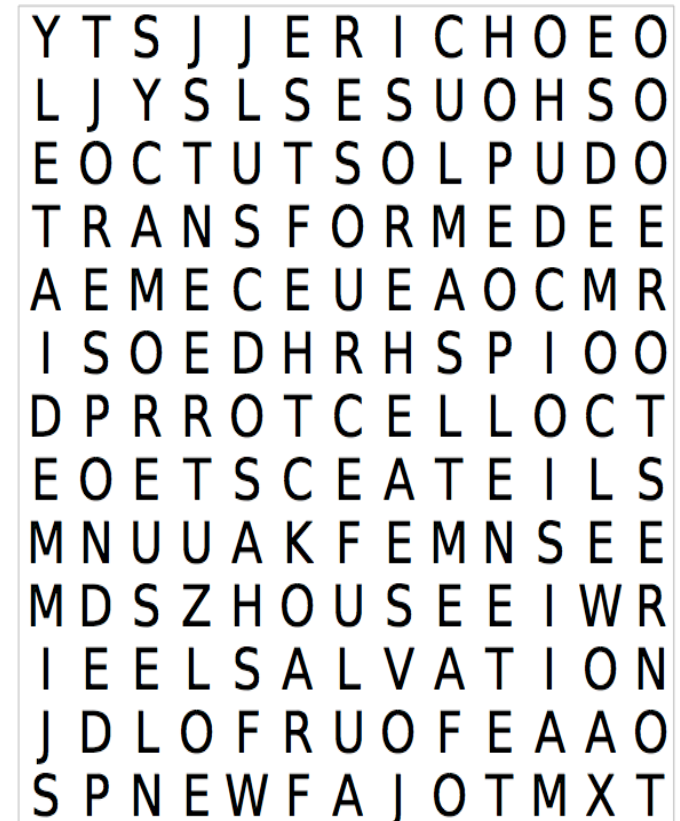 Y T S J J E R I C H O E O
L J Y S L S E S U O H S O
E O C T U T S O L P U D O
T R A N S F O R M E D E E
A E M E C E U E A O C M R
I S O E D H R H S P I O O
D P R R O T C E L L O C T
E O E T S C E A T E I L S
M N U U A K F E M N S E E
M D S Z H O U S E E I W R
I E E L S A L V A T I O N
J D L O F R U O F E A A O
S P N E W F A J O T M X T